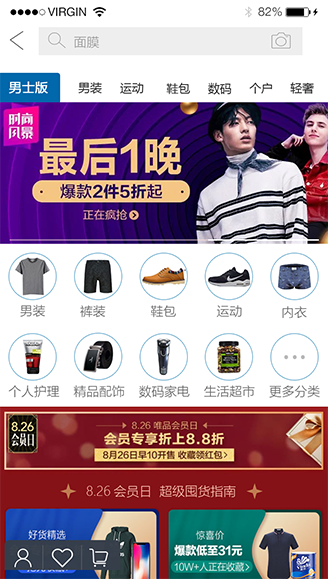 VIRGIN
82%
面膜
男士版 男装 运动 鞋包 数码 个户 轻奢
时尚
风暴
最后1晚
爆款2件5折起
正在疯抢
男装 裤装 鞋包 运动 内衣
个人护理 精品配饰 数码家电 生活超市 更多分类
8.26
会员日
8.26 唯品会员日
会员专享折上8.8折
8月26日早10开售 收藏领红包
8.26 会员日 超级囤货指南
好货精选
惊喜价
爆款低至31元
10W+人正在收藏